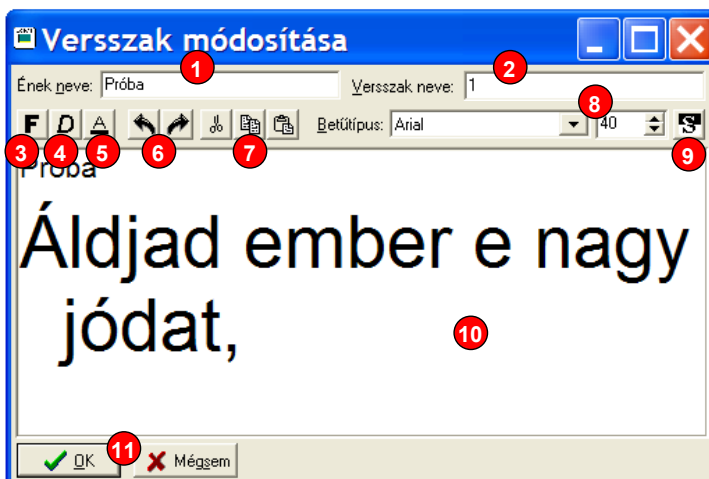 Versszak módosítása
1 2
Ének neve: Próba Versszak neve: 1
F D A Betűtípus: Arial 8 40 S
3 4 5 6 7 9
Próba
Áldjad ember e nagy
jódat,
10
OK 11 Mégsem